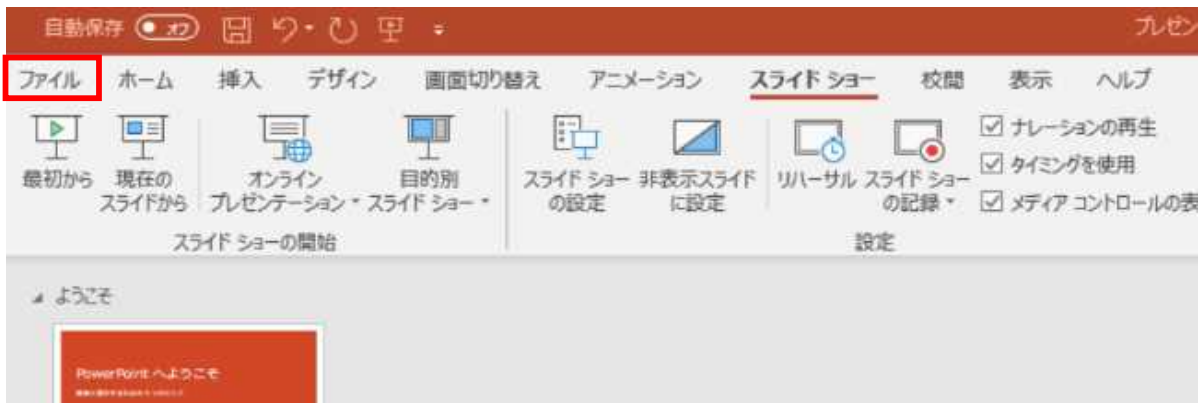 自動保存 オフ プレゼン
ファイル ホーム 挿入 デザイン 画面切り替え アニメーション スライド ショー 校閲 表示 ヘルプ
最初から 現在の オンライン 目的別 スライド ショー 非表示スライド リハーサル スライド ショー ナレーションの再生
スライドから プレゼンテーション スライド ショー の設定 に設定 の記録 タイミングを使用
メディア コントロールの表
スライド ショーの開始 設定
ようこそ
PowerPoint へようこそ